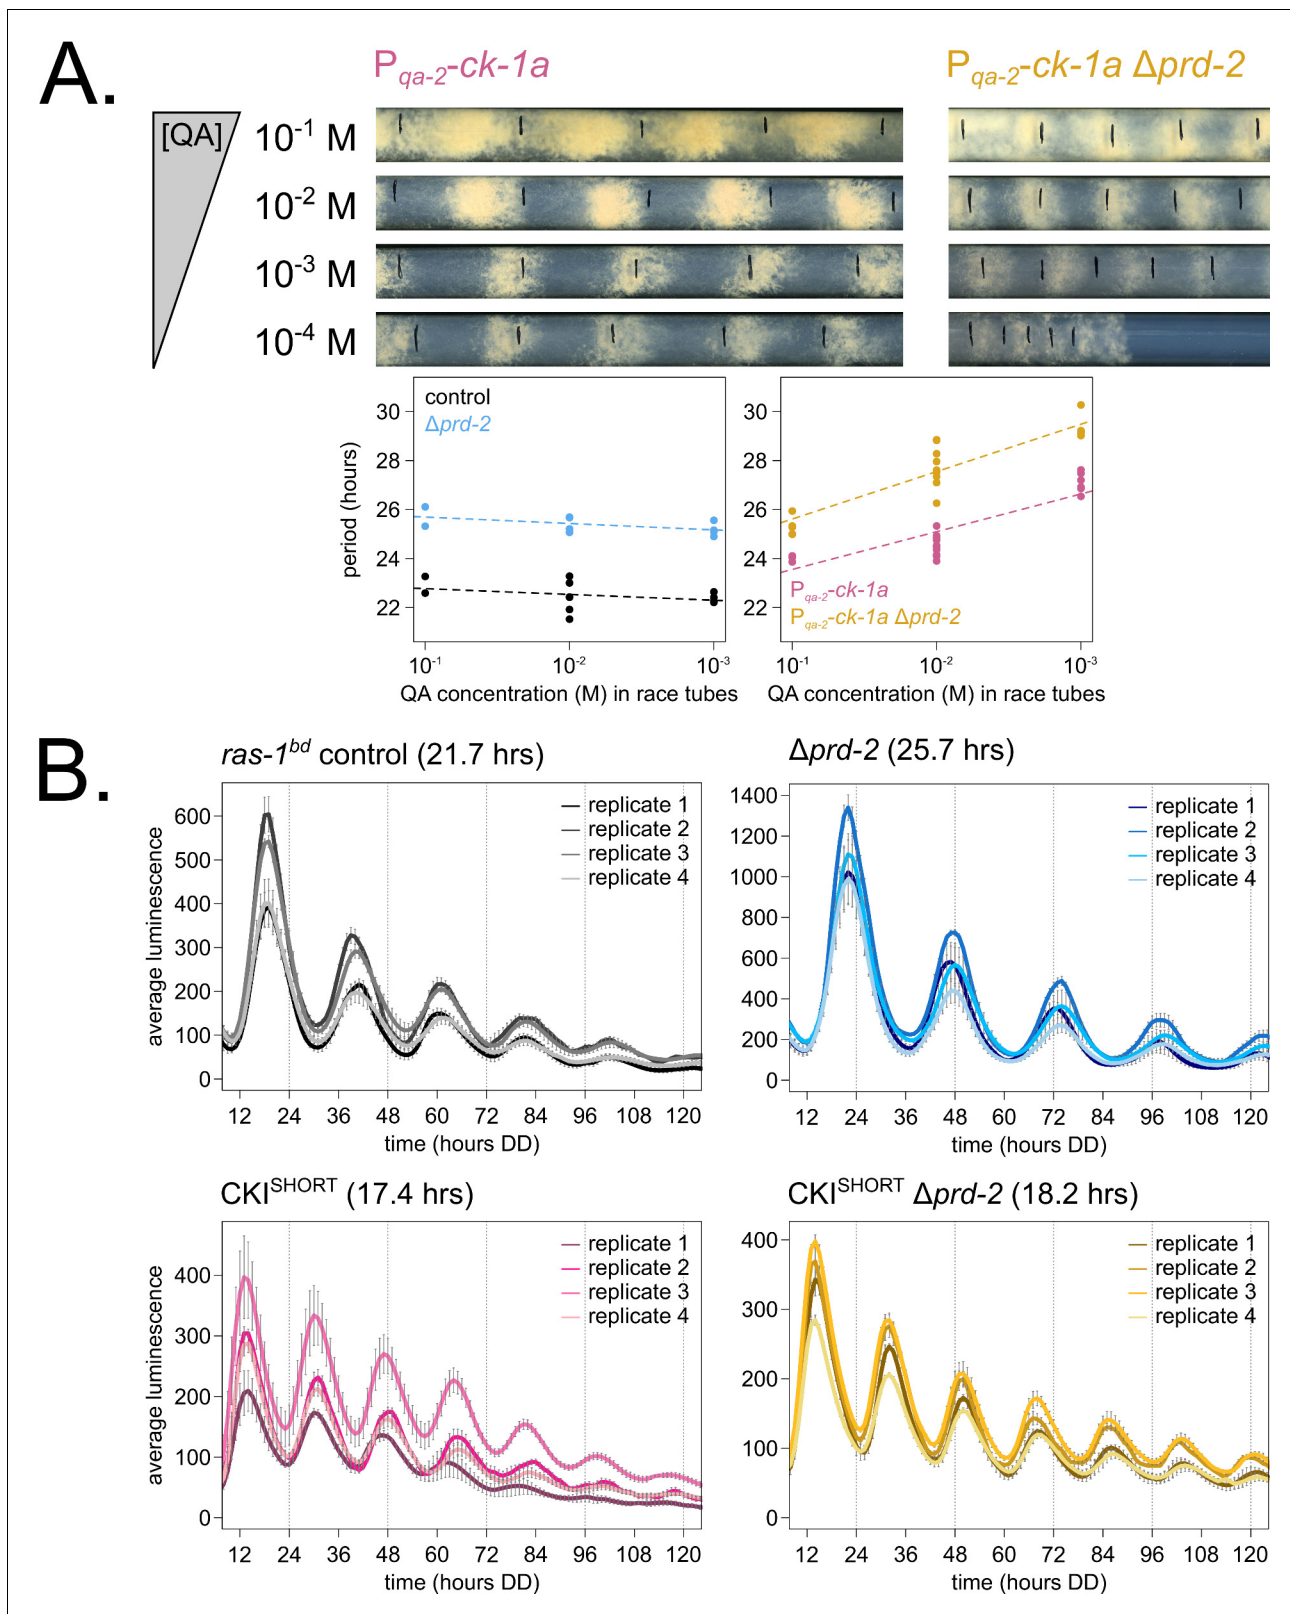 A.
P_qa-2-ck-1a
P_qa-2-ck-1a Δprd-2
[QA]
10⁻¹ M
10⁻² M
10⁻³ M
10⁻⁴ M
control
Δprd-2
period (hours)
30
28
26
24
22
10⁻¹
10⁻²
10⁻³
QA concentration (M) in race tubes
30
28
26
24
22
P_qa-2-ck-1a
P_qa-2-ck-1a Δprd-2
10⁻¹
10⁻²
10⁻³
QA concentration (M) in race tubes
B.
ras-1ᵇᵈ control (21.7 hrs)
average luminescence
600
500
400
300
200
100
0
replicate 1
replicate 2
replicate 3
replicate 4
12 24 36 48 60 72 84 96 108 120
time (hours DD)
Δprd-2 (25.7 hrs)
1400
1200
1000
800
600
400
200
0
replicate 1
replicate 2
replicate 3
replicate 4
12 24 36 48 60 72 84 96 108 120
time (hours DD)
CKI^SHORT (17.4 hrs)
average luminescence
400
300
200
100
0
replicate 1
replicate 2
replicate 3
replicate 4
12 24 36 48 60 72 84 96 108 120
time (hours DD)
CKI^SHORT Δprd-2 (18.2 hrs)
400
300
200
100
0
replicate 1
replicate 2
replicate 3
replicate 4
12 24 36 48 60 72 84 96 108 120
time (hours DD)